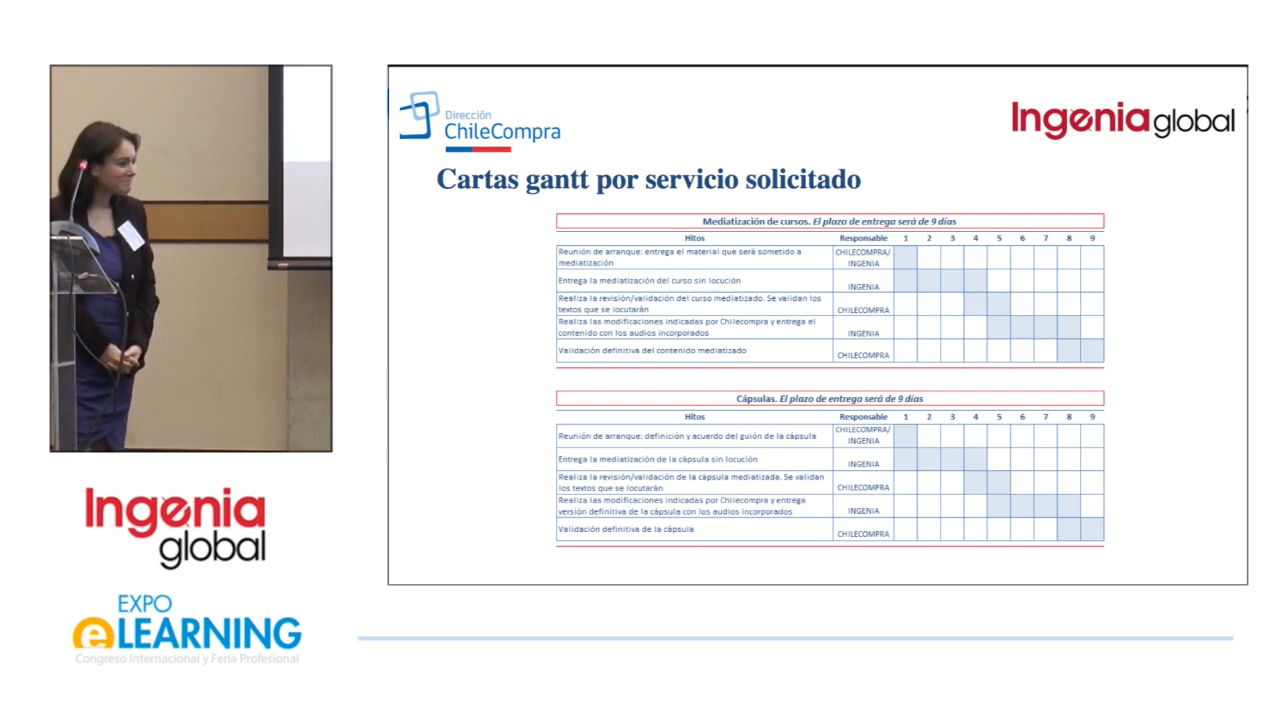 Dirección
ChileCompra
Ingenia global
Cartas gantt por servicio solicitado
Mediatización de cursos. El plazo de entrega será de 9 días
Hitos Responsable 1 2 3 4 5 6 7 8 9
Reunión de arranque: entrega el material que será sometido a
mediatización
CHILECOMPRA/
INGENIA
Entrega la mediatización del curso sin locución
INGENIA
Realiza la revisión/validación del curso mediatizado. Se validan los
textos que se locutarán
CHILECOMPRA
Realiza las modificaciones indicadas por Chilecompra y entrega el
contenido con los audios incorporados
INGENIA
Validación definitiva del contenido mediatizado
CHILECOMPRA
Cápsulas. El plazo de entrega será de 9 días
Hitos Responsable 1 2 3 4 5 6 7 8 9
Reunión de arranque: definición y acuerdo del guión de la cápsula
CHILECOMPRA/
INGENIA
Entrega la mediatización de la cápsula sin locución
INGENIA
Realiza la revisión/validación de la cápsula mediatizada. Se validan
los textos que se locutarán
CHILECOMPRA
Realiza las modificaciones indicadas por Chilecompra y entrega
versión definitiva de la cápsula con los audios incorporados
INGENIA
Validación definitiva de la cápsula
CHILECOMPRA
Ingenia
global
EXPO
eLEARNING
Congreso Internacional y Feria Profesional